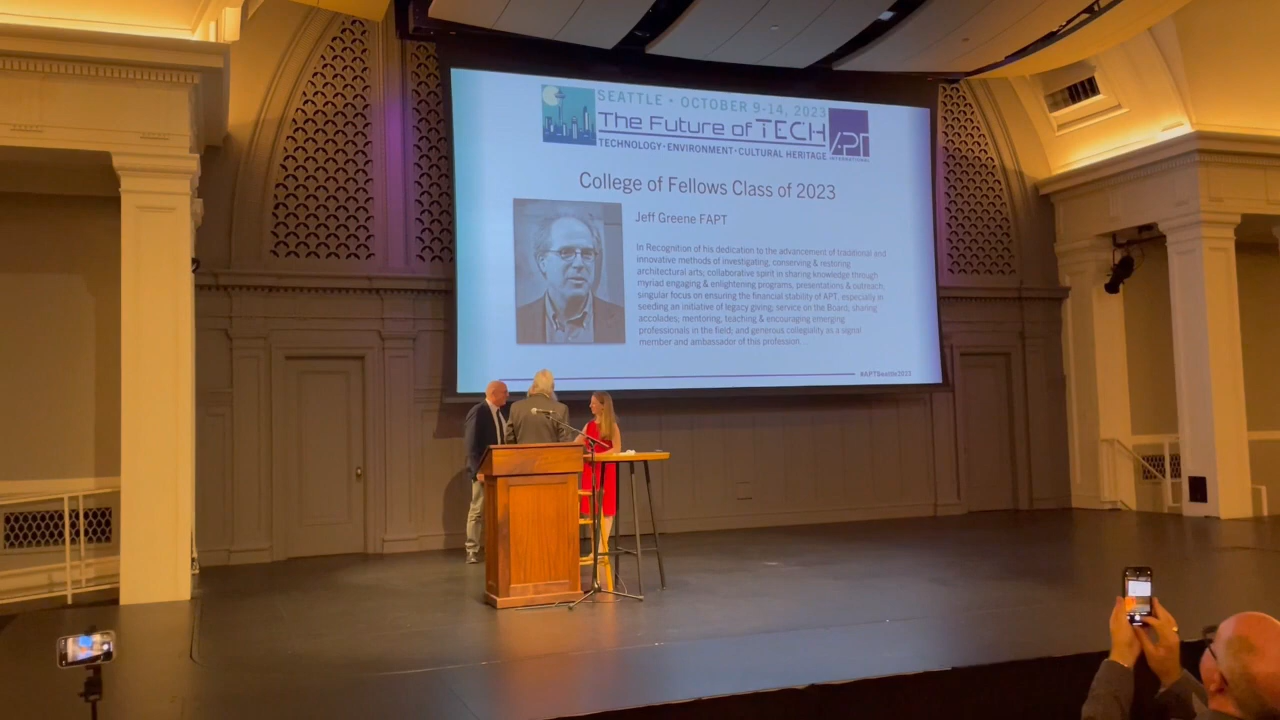 SEATTLE • OCTOBER 9-14, 2023
The Future of TECH
TECHNOLOGY•ENVIRONMENT•CULTURAL HERITAGE
APT
INTERNATIONAL
College of Fellows Class of 2023
Jeff Greene FAPT
In Recognition of his dedication to the advancement of traditional and
innovative methods of investigating, conserving & restoring
architectural arts; collaborative spirit in sharing knowledge through
myriad engaging & enlightening programs, presentations & outreach,
singular focus on ensuring the financial stability of APT, especially in
seeding an initiative of legacy giving; service on the Board; sharing
accolades; mentoring, teaching & encouraging emerging
professionals in the field; and generous collegiality as a signal
member and ambassador of this profession. . .
#APTSeattle2023